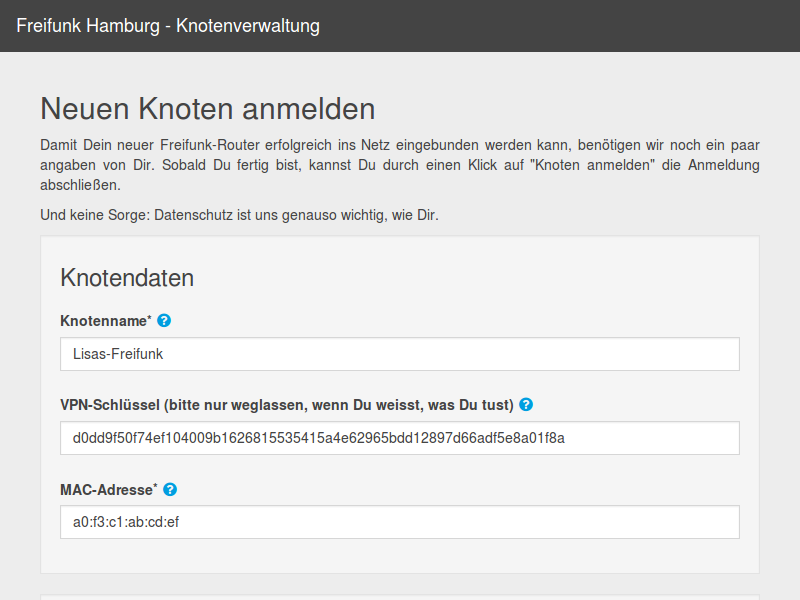 Freifunk Hamburg - Knotenverwaltung
Neuen Knoten anmelden
Damit Dein neuer Freifunk-Router erfolgreich ins Netz eingebunden werden kann, benötigen wir noch ein paar
angaben von Dir. Sobald Du fertig bist, kannst Du durch einen Klick auf "Knoten anmelden" die Anmeldung
abschließen.
Und keine Sorge: Datenschutz ist uns genauso wichtig, wie Dir.
Knotendaten
Knotenname* ?
Lisas-Freifunk
VPN-Schlüssel (bitte nur weglassen, wenn Du weisst, was Du tust) ?
d0dd9f50f74ef104009b1626815535415a4e62965bdd12897d66adf5e8a01f8a
MAC-Adresse* ?
a0:f3:c1:ab:cd:ef